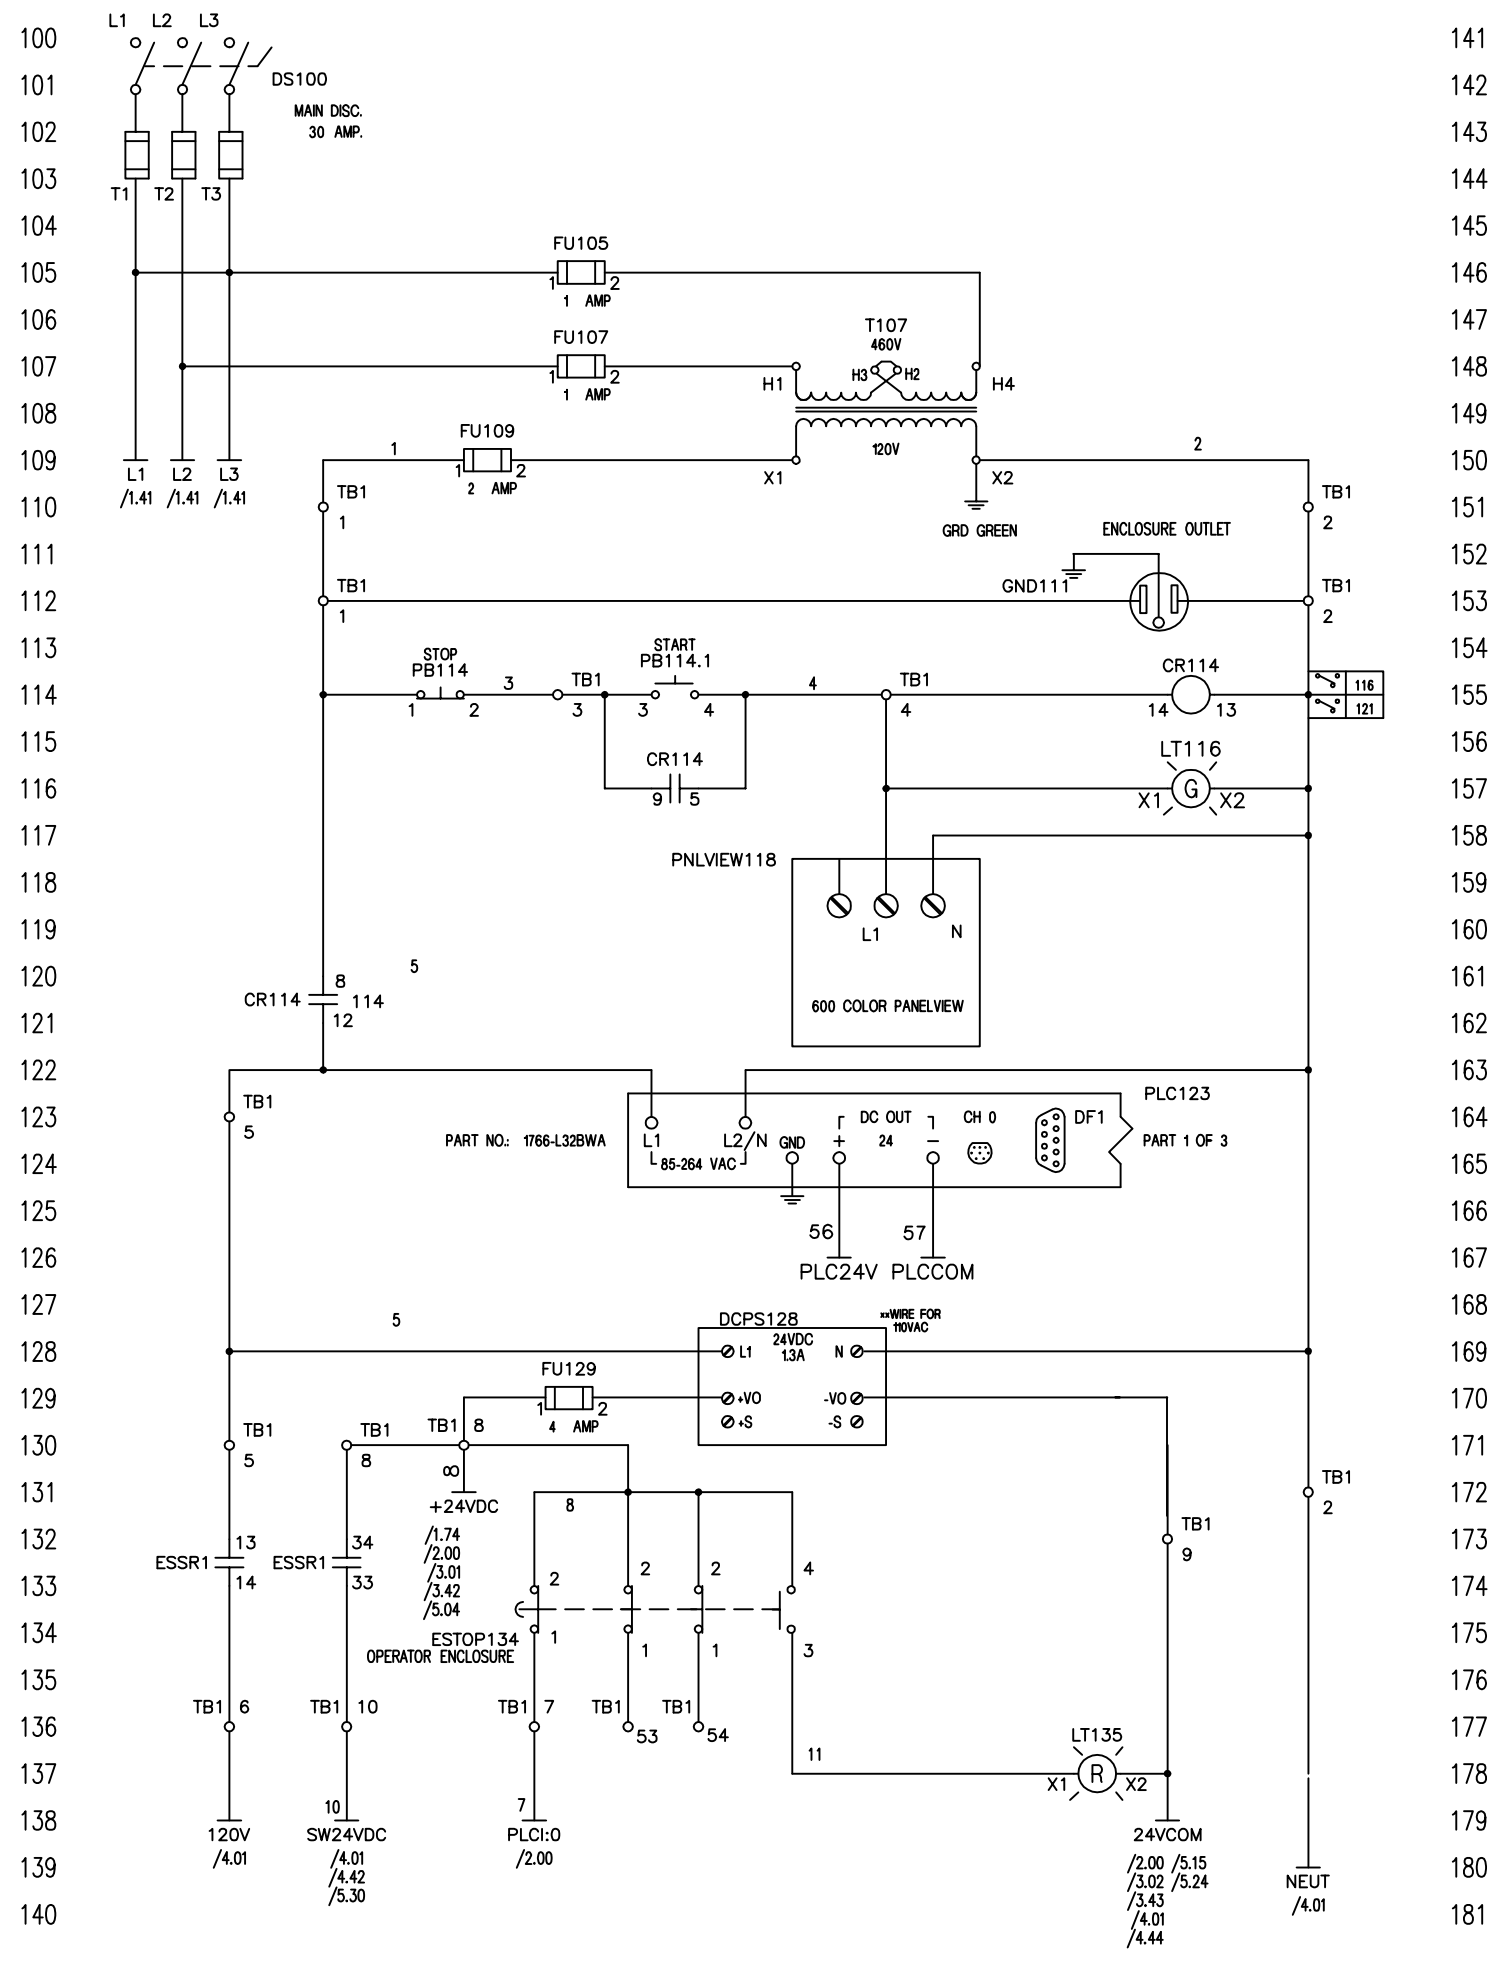 L1 L2 L3
100 141
101 DS100 142
MAIN DISC.
102 30 AMP. 143
103 144
T1 T2 T3
104 145
FU105
105 1 2 146
1 AMP
106 147
T107
FU107 460V
107 1 2 148
H1 H3 H2 H4
1 AMP
108 149
FU109
1 120V 2
109 1 2 150
L1 L2 L3 X1 X2
2 AMP
/1.41 /1.41 /1.41 TB1 TB1
110 151
1 2
GRD GREEN ENCLOSURE OUTLET
111 152
TB1 GND111 TB1
112 153
1 2
113 154
STOP START
PB114 PB114.1 CR114
3 TB1 4 TB1
114 116 155
1 2 3 3 4 4 14 13 121
115 156
CR114 LT116
116 157
9 5 X1 G X2
117 158
PNLVIEW118
118 159
119 L1 N 160
120 5 161
8
CR114 114 600 COLOR PANELVIEW
121 12 162
122 163
PLC123
TB1
123 DC OUT CH 0 DF1 164
5 PART NO.: 1766-L32BWA L1 L2/N GND + 24 - PART 1 OF 3
124 85-264 VAC 165
125 166
56 57
126 167
PLC24V PLCCOM
127 168
5 DCPS128 **WIRE FOR
110VAC
24VDC
128 L1 1.3A N 169
FU129
129 1 2 +VO -VO 170
4 AMP +S -S
TB1 TB1 TB1 8
130 171
5 8 8
131 TB1 172
+24VDC 8 2
/1.74 TB1
132 13 34 173
/2.00 9
ESSR1 ESSR1
/3.01 2 2 2 4
133 14 33 174
/3.42
/5.04
134 ESTOP134 1 1 1 3 175
OPERATOR ENCLOSURE
135 176
TB1 6 TB1 10 TB1 7 TB1 TB1
136 53 54 177
LT135
11
137 X1 R X2 178
10 7
138 179
120V SW24VDC PLCI:0 24VCOM
/4.01 /4.01 /2.00 /2.00 /5.15
139 180
/4.42 /3.02 /5.24 NEUT
/5.30 /3.43 /4.01
140 /4.01 181
/4.44